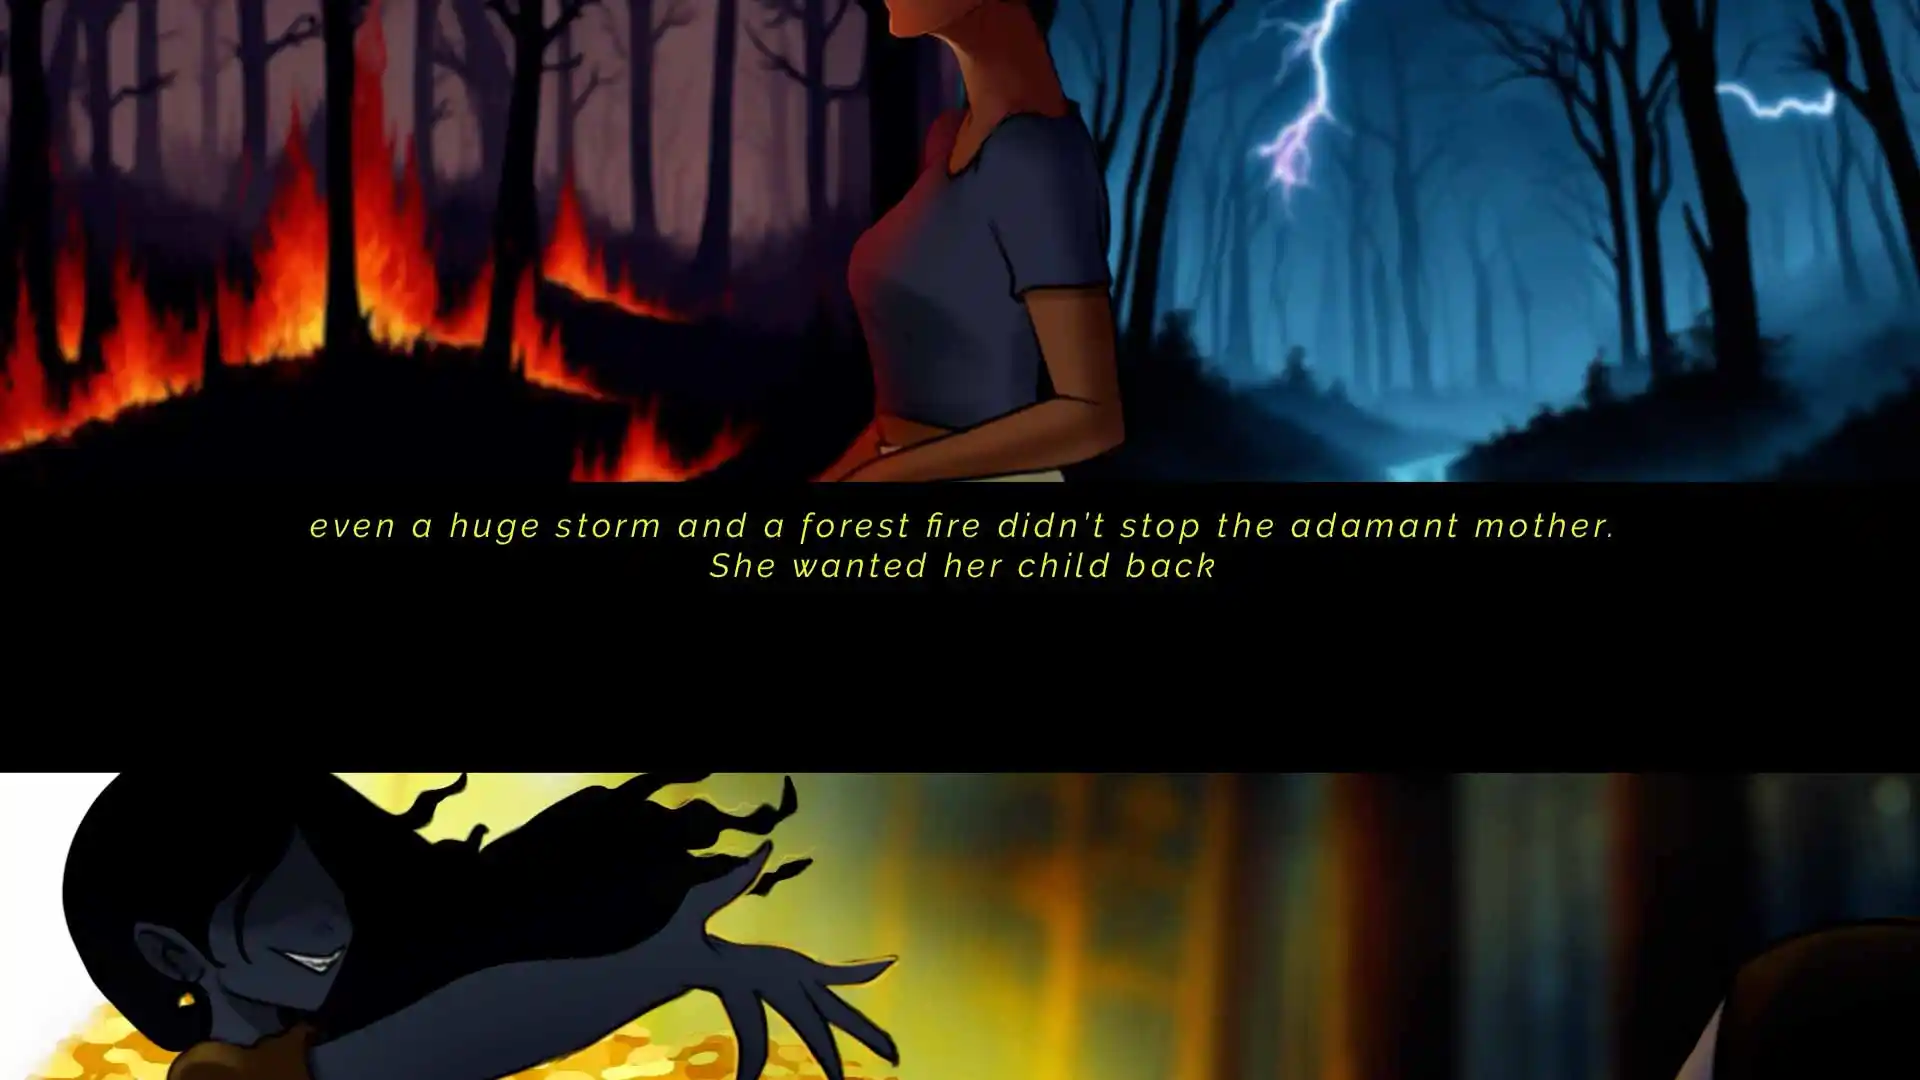 even a huge storm and a forest fire didn't stop the adamant mother.
She wanted her child back